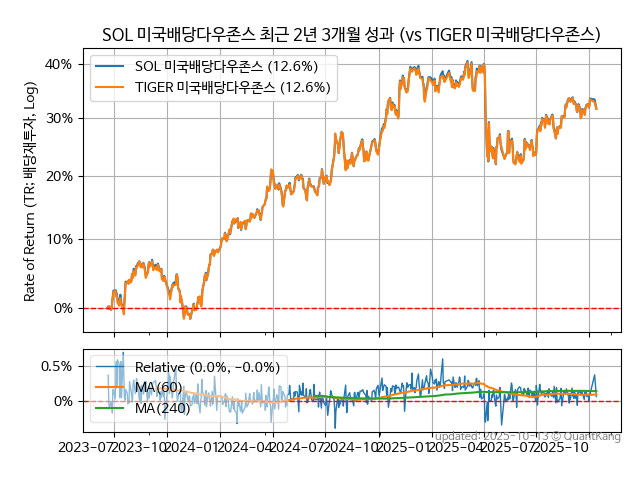 SOL 미국배당다우존스 최근 2년 3개월 성과 (vs TIGER 미국배당다우존스)
Rate of Return (TR: 배당재투자, Log)
40%
30%
20%
10%
0%
SOL 미국배당다우존스 (12.6%)
TIGER 미국배당다우존스 (12.6%)
0.5%
0%
Relative (0.0%, −0.0%)
MA(60)
MA(240)
2023-07
2023-10
2024-01
2024-04
2024-07
2024-10
2025-01
2025-04
2025-07
2025-10
updated: 2025-10-13 © QuantKang